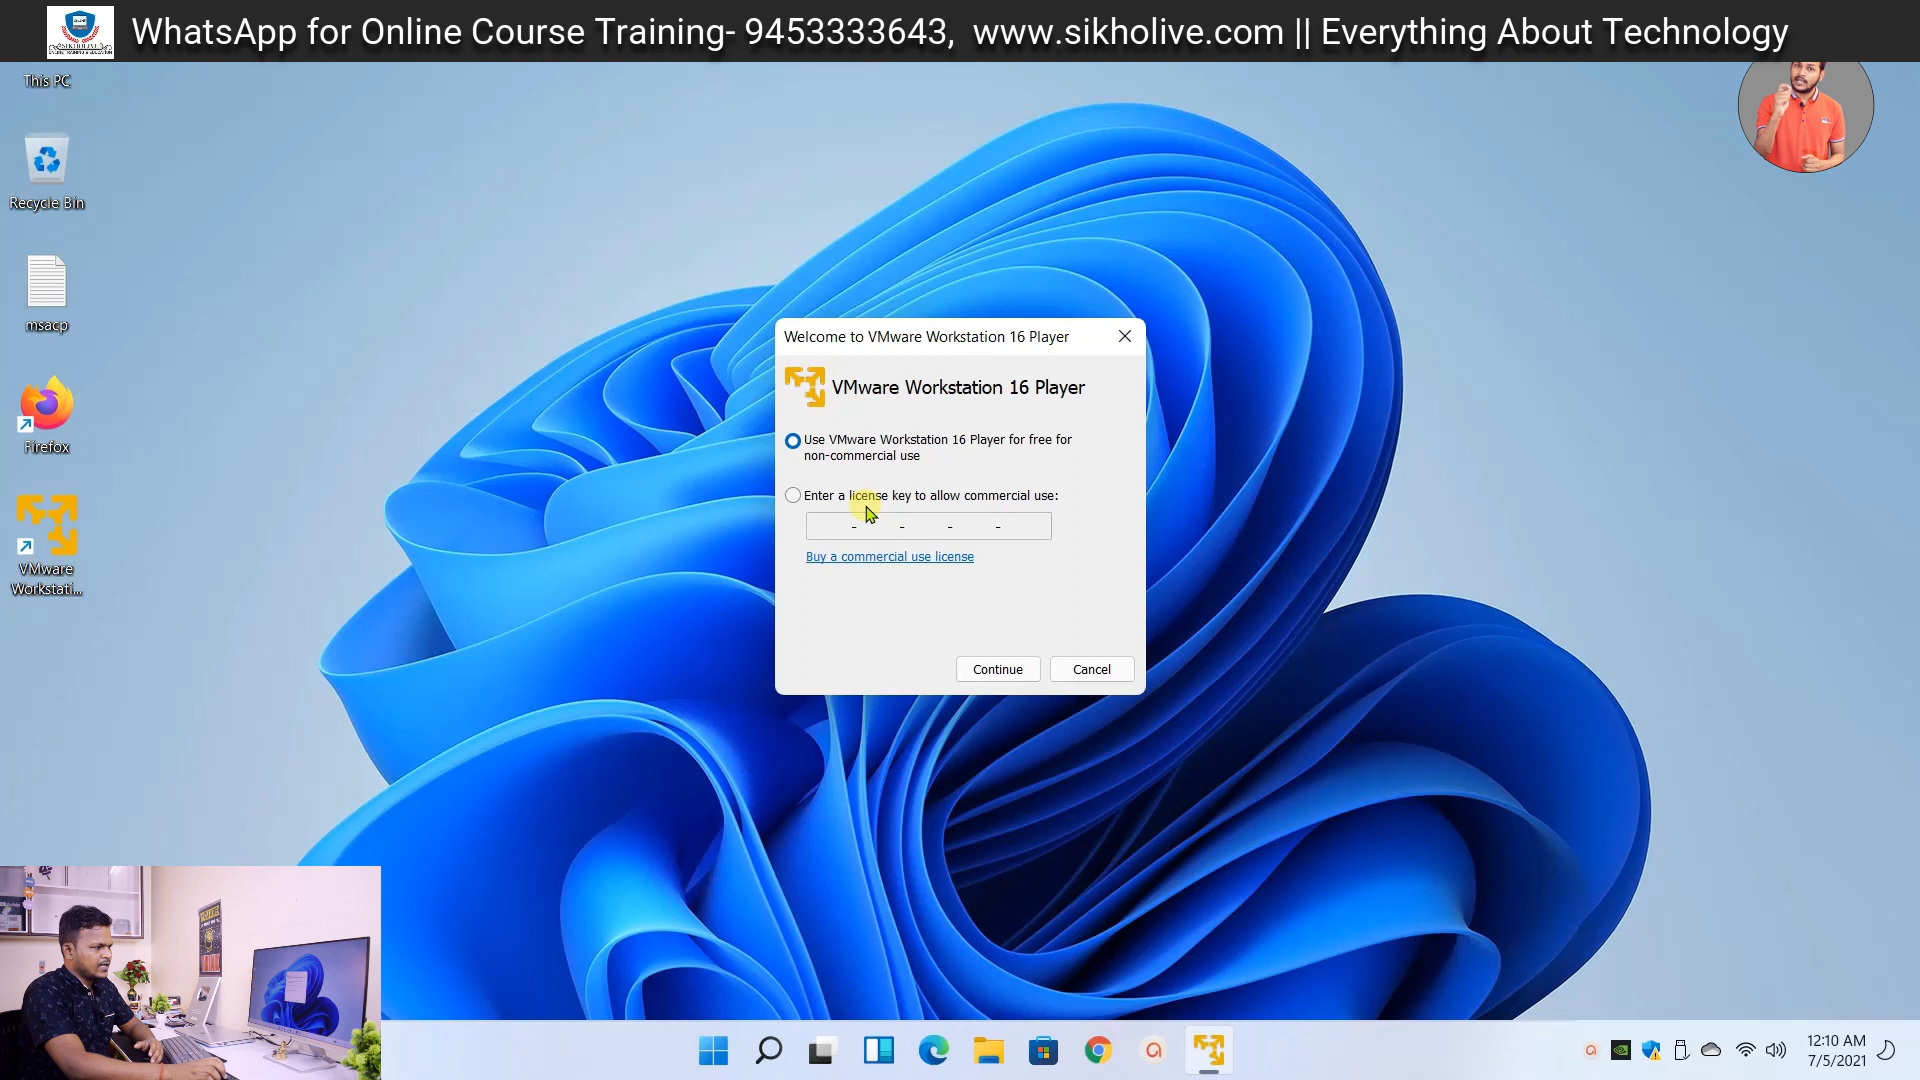 WhatsApp for Online Course Training- 9453333643, www.sikholive.com || Everything About Technology
SIKHOLIVE
This PC
Recycle Bin
msacp
Firefox
VMware
Workstati...
Welcome to VMware Workstation 16 Player
VMware Workstation 16 Player
Use VMware Workstation 16 Player for free for
non-commercial use
Enter a license key to allow commercial use:
- - - -
Buy a commercial use license
Continue
Cancel
12:10 AM
7/5/2021